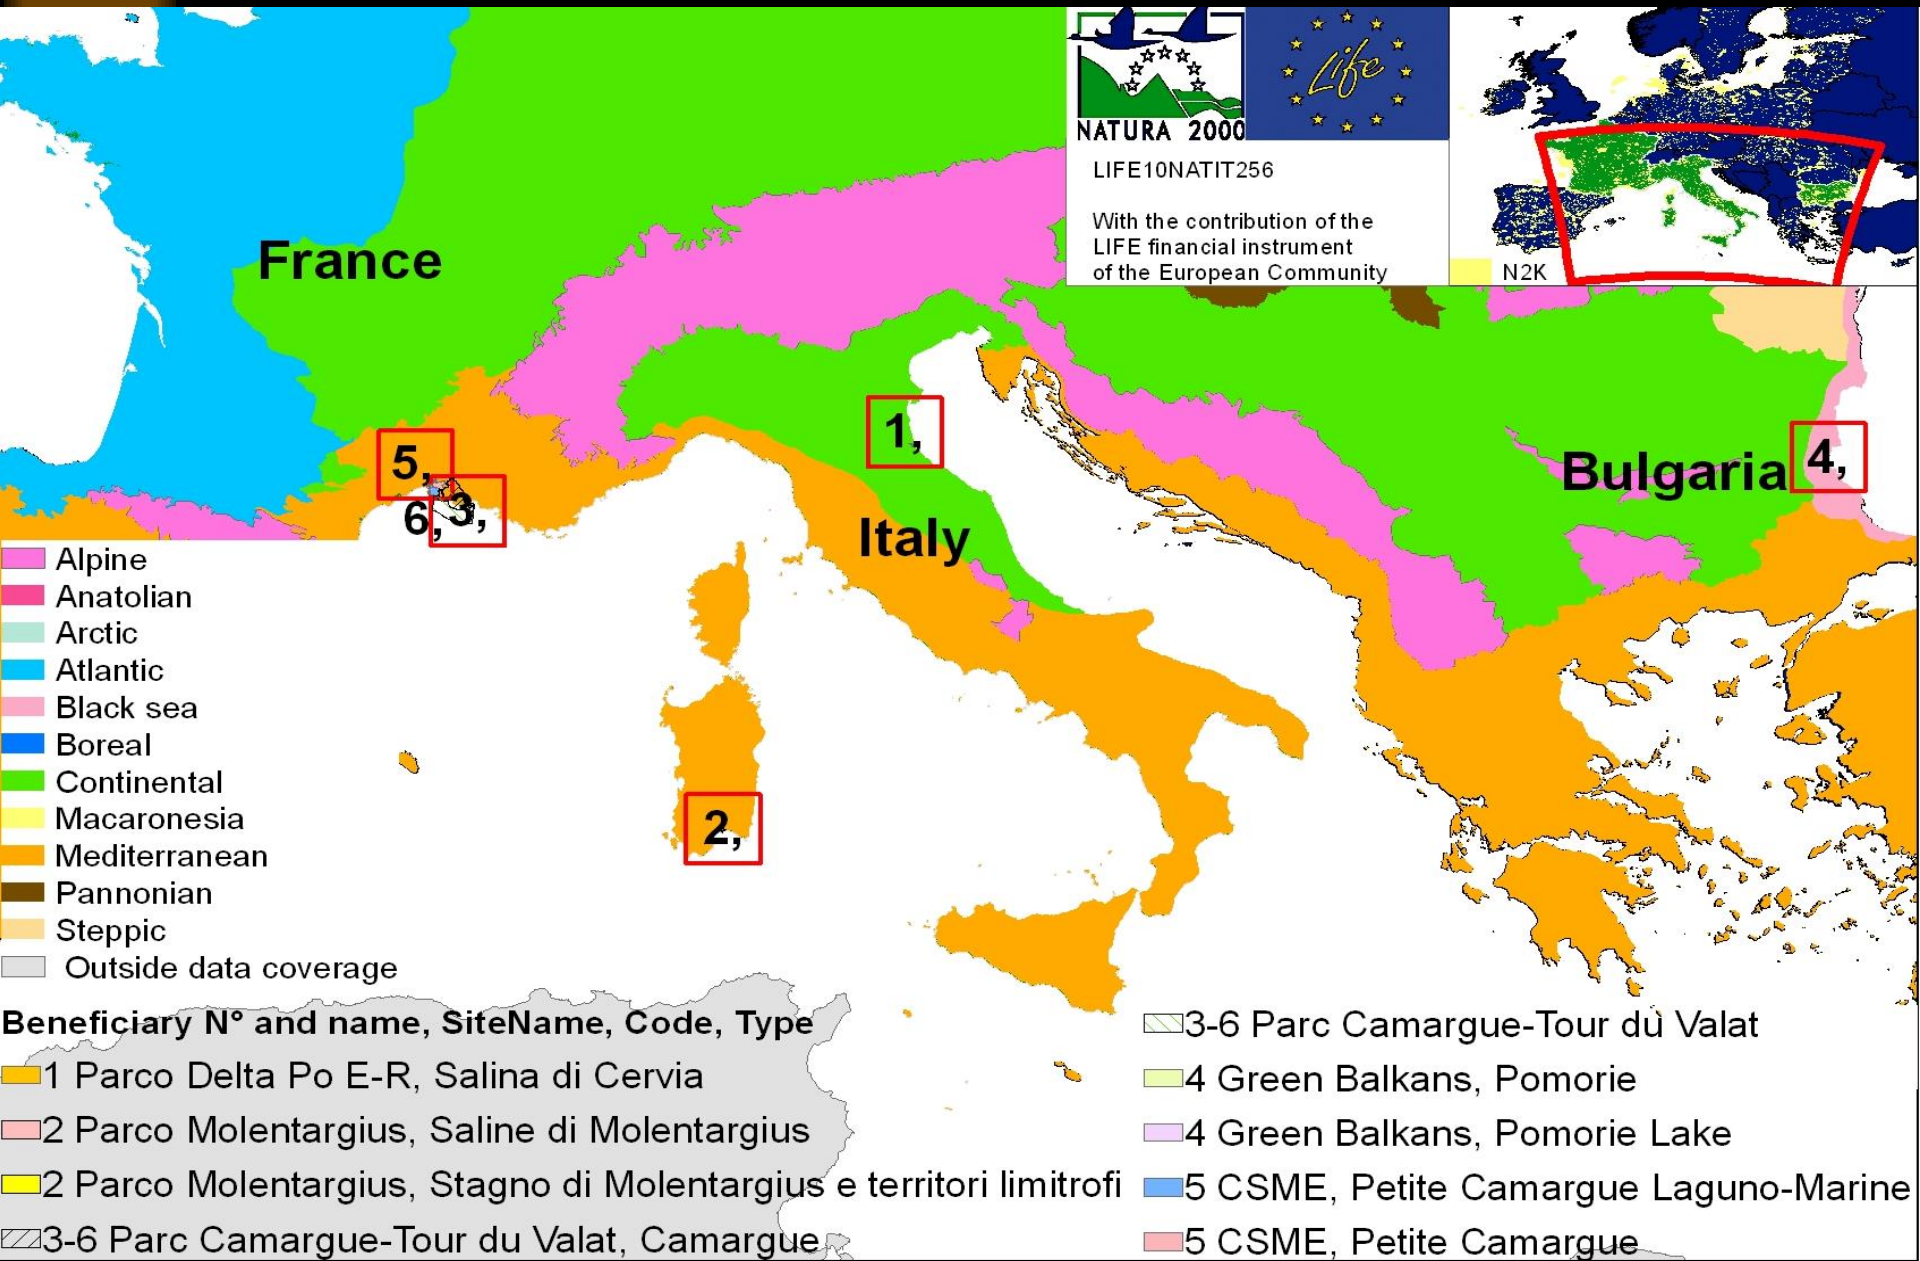 NATURA 2000
Life
LIFE10NATIT256
With the contribution of the
LIFE financial instrument
of the European Community
N2K
France
Italy
Bulgaria
1,
2,
3,
4,
5,
6,
Alpine
Anatolian
Arctic
Atlantic
Black sea
Boreal
Continental
Macaronesia
Mediterranean
Pannonian
Steppic
Outside data coverage
Beneficiary N° and name, SiteName, Code, Type
1 Parco Delta Po E-R, Salina di Cervia
2 Parco Molentargius, Saline di Molentargius
2 Parco Molentargius, Stagno di Molentargius e territori limitrofi
3-6 Parc Camargue-Tour du Valat, Camargue
3-6 Parc Camargue-Tour du Valat
4 Green Balkans, Pomorie
4 Green Balkans, Pomorie Lake
5 CSME, Petite Camargue Laguno-Marine
5 CSME, Petite Camargue